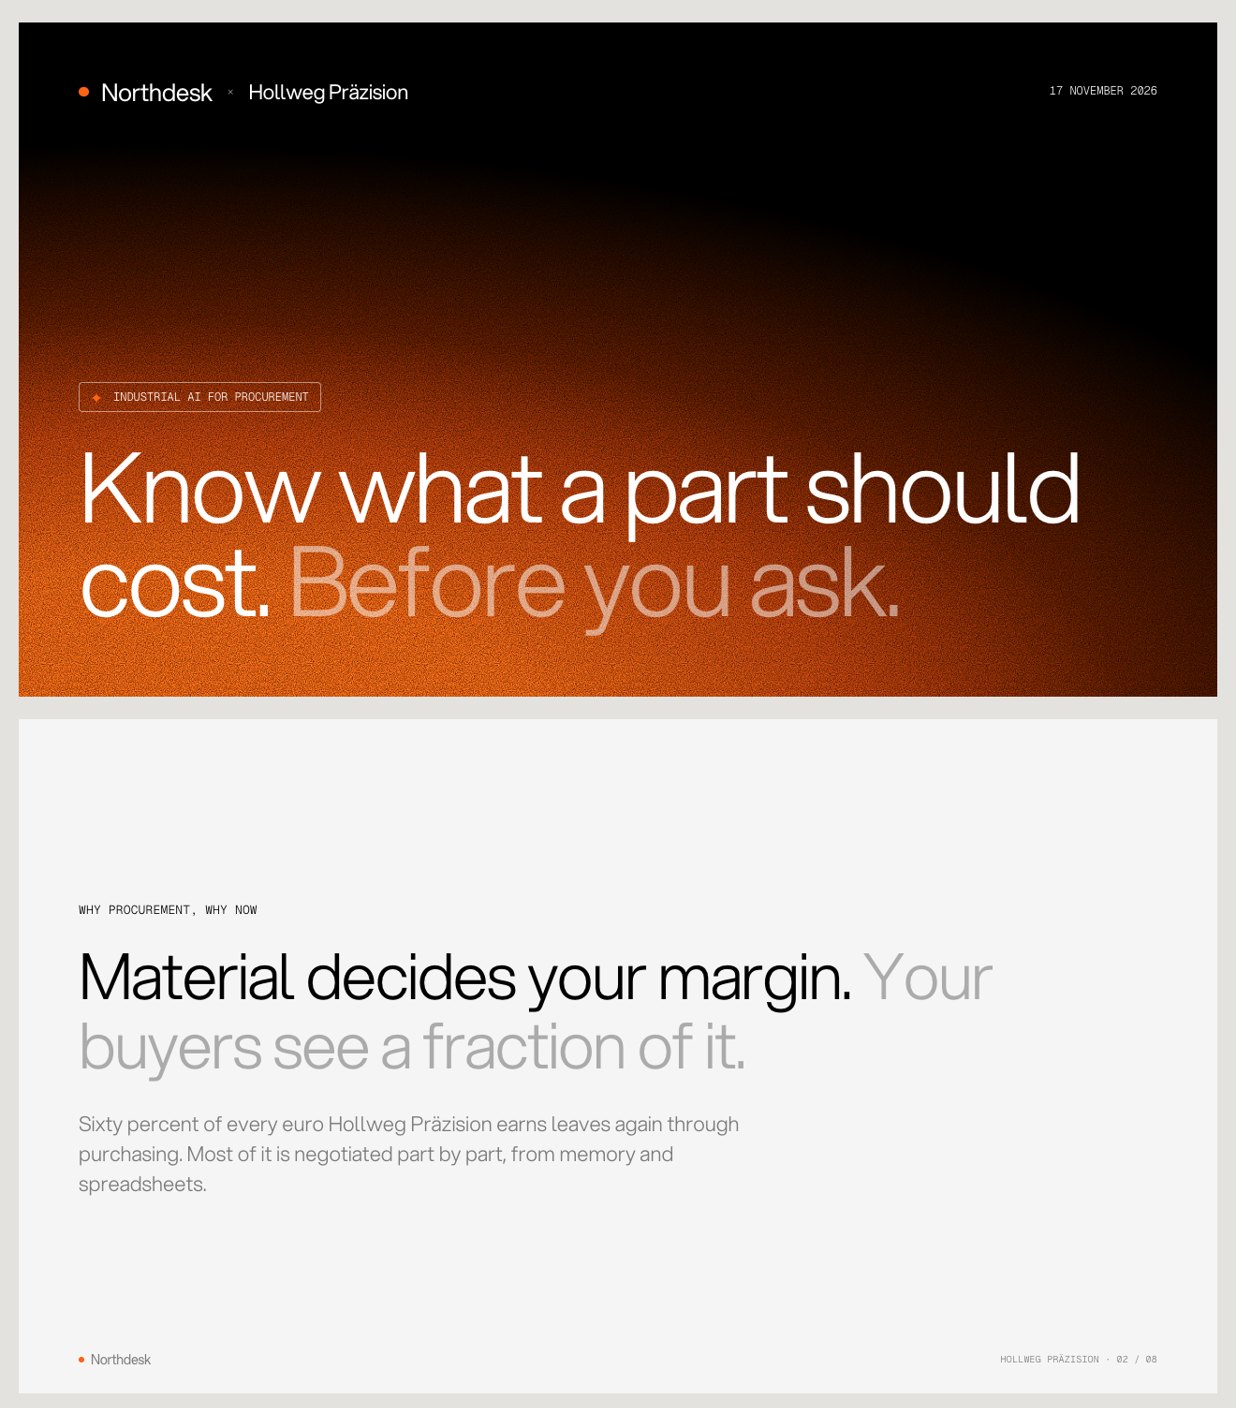 Northdesk × Hollweg Präzision
17 NOVEMBER 2026
INDUSTRIAL AI FOR PROCUREMENT
Know what a part should
cost. Before you ask.
WHY PROCUREMENT, WHY NOW
Material decides your margin. Your
buyers see a fraction of it.
Sixty percent of every euro Hollweg Präzision earns leaves again through
purchasing. Most of it is negotiated part by part, from memory and
spreadsheets.
Northdesk
HOLLWEG PRÄZISION · 02 / 08